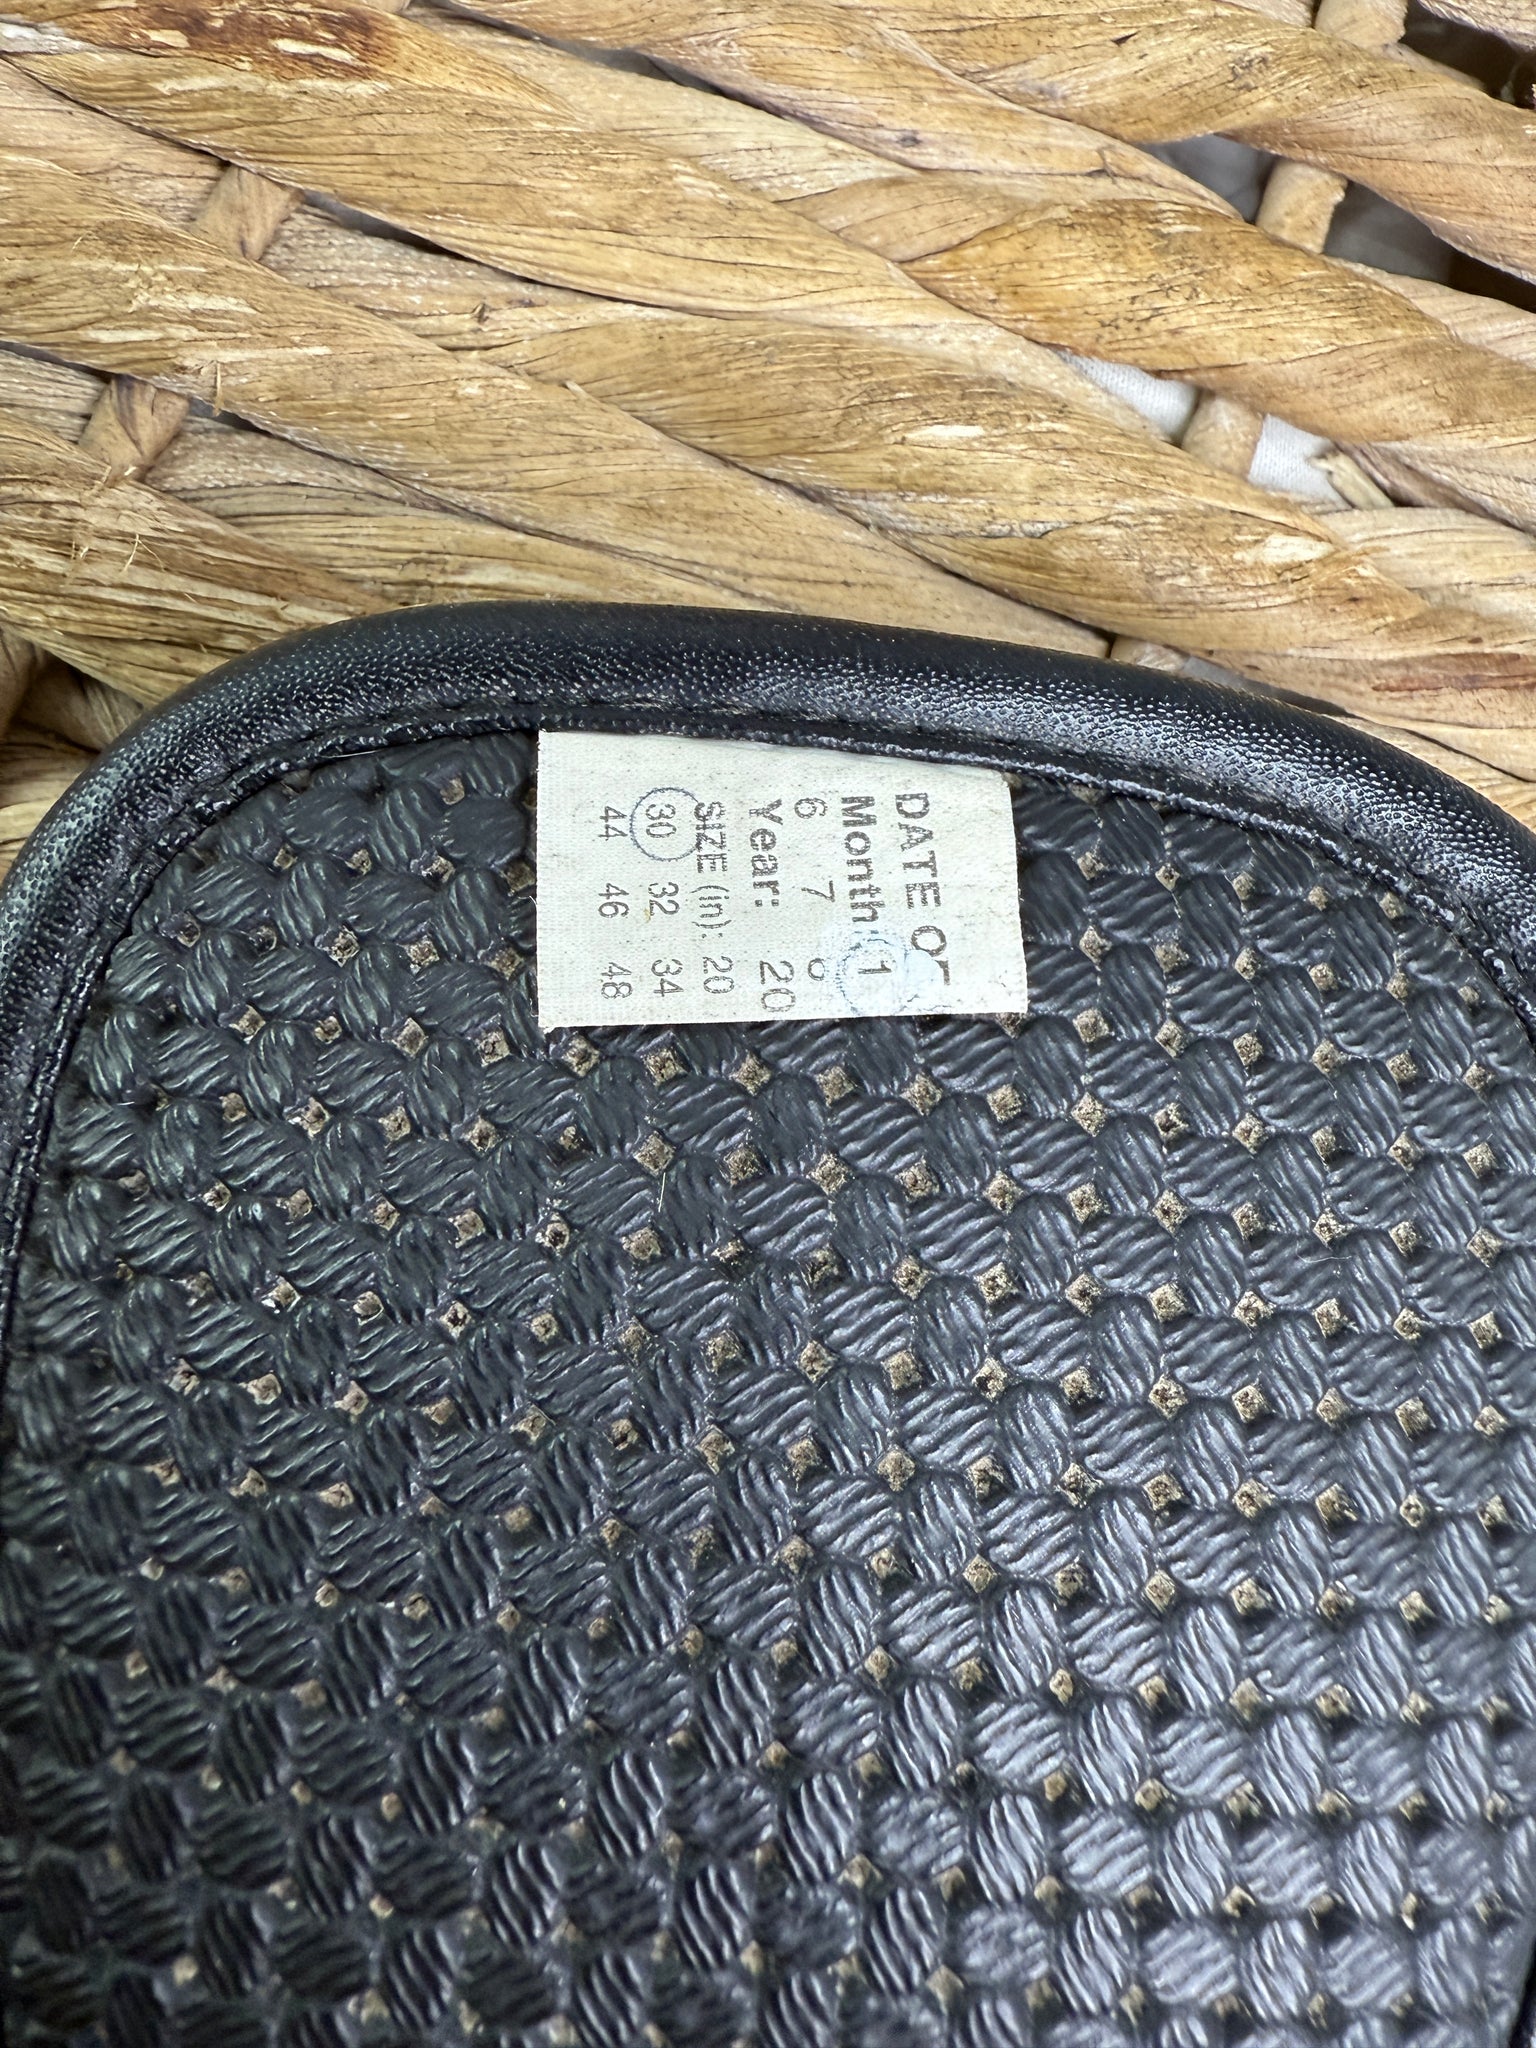 DATE OF
Month: 1
6 7 8
Year: 20
SIZE (in): 20
30 32 34
44 46 48